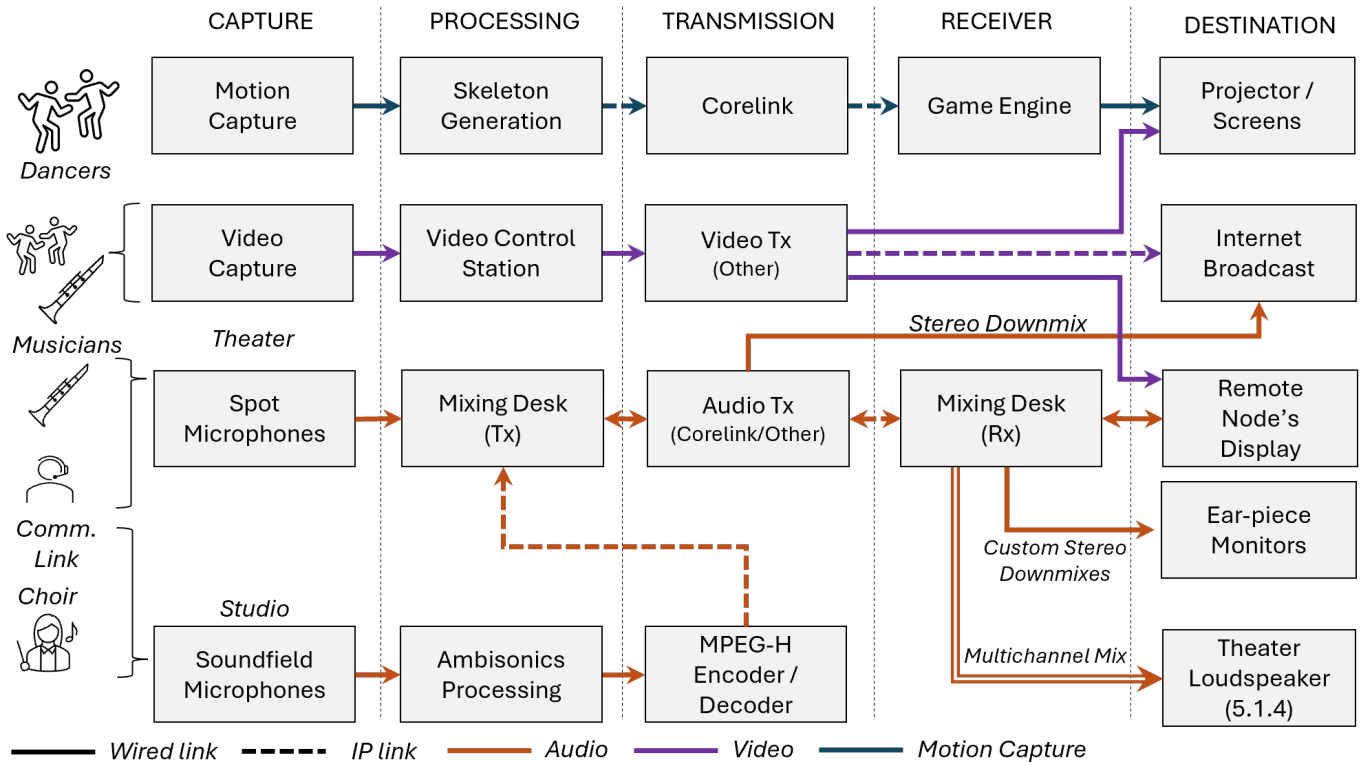 CAPTURE
PROCESSING
TRANSMISSION
RECEIVER
DESTINATION
Dancers
Motion
Capture
Skeleton
Generation
Corelink
Game Engine
Projector /
Screens
Video
Capture
Video Control
Station
Video Tx
(Other)
Internet
Broadcast
Musicians
Theater
Stereo Downmix
Spot
Microphones
Mixing Desk
(Tx)
Audio Tx
(Corelink/Other)
Mixing Desk
(Rx)
Remote
Node’s
Display
Comm.
Link
Custom Stereo
Downmixes
Ear-piece
Monitors
Choir
Studio
Soundfield
Microphones
Ambisonics
Processing
MPEG-H
Encoder /
Decoder
Multichannel Mix
Theater
Loudspeaker
(5.1.4)
Wired link
IP link
Audio
Video
Motion Capture